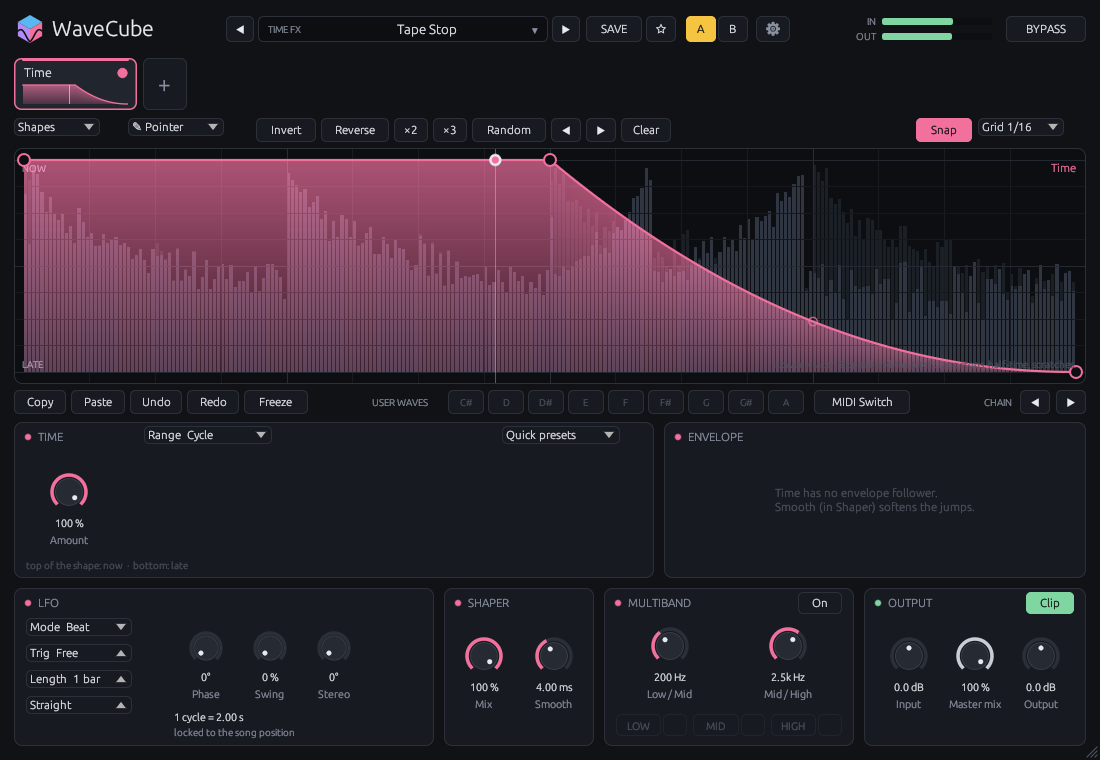 WaveCube
TIME FX Tape Stop
SAVE
A B
IN
OUT
BYPASS
Time
+
Shapes
Pointer
Invert Reverse ×2 ×3 Random Clear
Snap Grid 1/16
NOW
Time
LATE
Copy Paste Undo Redo Freeze
USER WAVES C# D D# E F F# G G# A
MIDI Switch
CHAIN
TIME
Range Cycle
Quick presets
100 %
Amount
top of the shape: now · bottom: late
ENVELOPE
Time has no envelope follower.
Smooth (in Shaper) softens the jumps.
LFO
Mode Beat
Trig Free
Length 1 bar
Straight
0° 0 % 0°
Phase Swing Stereo
1 cycle = 2.00 s
locked to the song position
SHAPER
100 % 4.00 ms
Mix Smooth
MULTIBAND
On
200 Hz 2.5k Hz
Low / Mid Mid / High
LOW MID HIGH
OUTPUT
Clip
0.0 dB 100 % 0.0 dB
Input Master mix Output